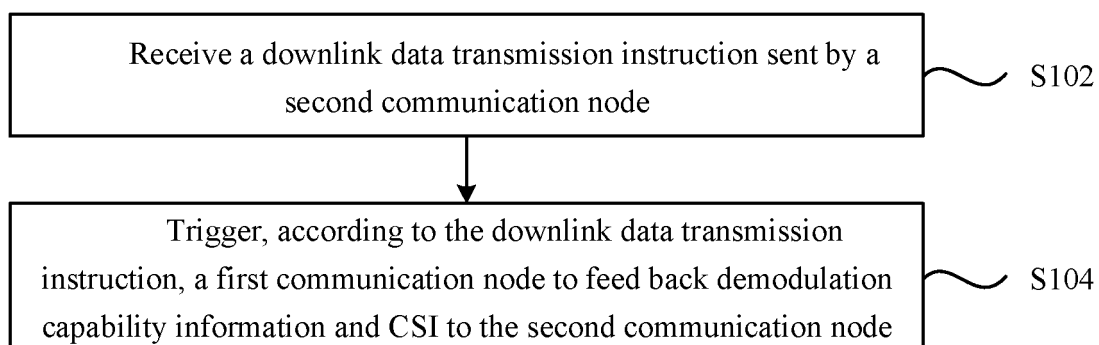 Receive a downlink data transmission instruction sent by a
second communication node
S102
Trigger, according to the downlink data transmission
instruction, a first communication node to feed back demodulation
capability information and CSI to the second communication node
S104